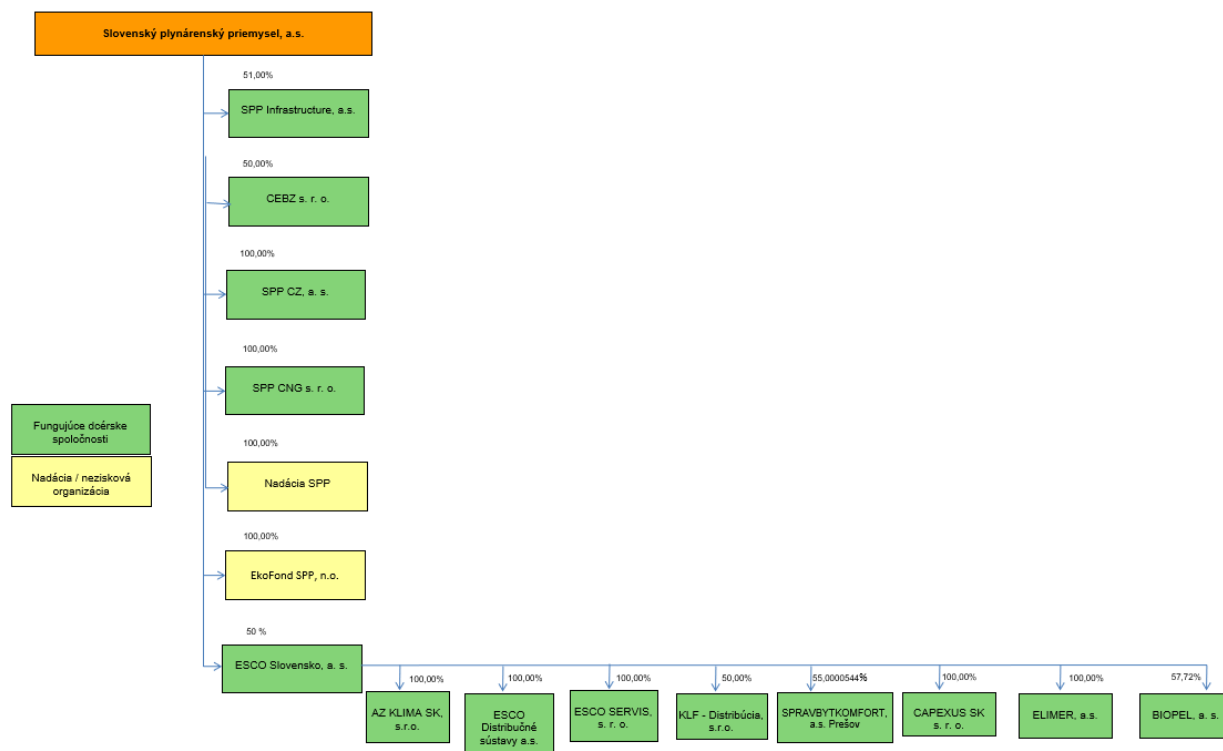 Slovenský plynárenský priemysel, a.s.
51,00%
SPP Infrastructure, a.s.
50,00%
CEBZ s. r. o.
100,00%
SPP CZ, a. s.
100,00%
SPP CNG s. r. o.
Fungujúce dcérske
spoločnosti
100,00%
Nadácia / nezisková
organizácia
Nadácia SPP
100,00%
EkoFond SPP, n.o.
50 %
ESCO Slovensko, a. s.
100,00%
100,00%
100,00%
50,00%
55,0000544%
100,00%
100,00%
57,72%
AZ KLIMA SK,
s.r.o.
ESCO
Distribučné
sústavy a.s.
ESCO SERVIS,
s. r. o.
KLF - Distribúcia,
s.r.o.
SPRAVBYTKOMFORT,
a.s. Prešov
CAPEXUS SK
s. r. o.
ELIMER, a.s.
BIOPEL, a. s.